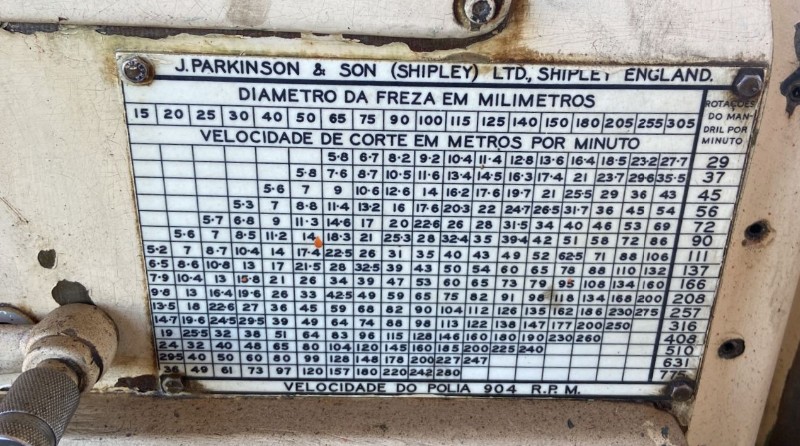 J. PARKINSON & SON (SHIPLEY) LTD., SHIPLEY ENGLAND.
DIAMETRO DA FREZA EM MILIMETROS
ROTAÇÕES DO MANDRIL POR MINUTO
15 20 25 30 40 50 65 75 90 100 115 125 140 150 180 205 255 305
VELOCIDADE DE CORTE EM METROS POR MINUTO
5·8 6·7 8·2 9·2 10·4 11·4 12·8 13·6 16·4 18·5 23·2 27·7 29
5·8 7·6 8·7 10·5 11·6 13·4 14·5 16·3 17·4 21 23·7 29·6 35·5 37
5·6 7 9 10·6 12·6 14 16·2 17·6 19·7 21 25·5 29 36 43 45
5·3 7 8·8 11·4 13·2 16 17·6 20·3 22 24·7 26·5 31·7 36 45 54 56
5·7 6·8 9 11·3 14·6 17 20 22·6 26 28 31·5 34 40 46 53 69 72
5·6 7 8·5 11·2 14 18·3 21 25·3 28 32·4 35 39·4 42 51 58 72 86 90
5·2 7 8·7 10·4 14 17·4 22·5 26 31 35 40 43 49 52 62·5 71 88 106 111
6·5 8·6 10·8 13 17 21·5 28 32·5 39 43 50 54 60 65 78 88 110 132 137
7·9 10·4 13 15·8 21 26 34 39 47 53 60 65 73 79 95 108 134 160 166
9·8 13 16·4 19·6 26 33 42·5 49 59 65 75 82 91 98 118 134 168 200 208
13·5 18 22·6 27 36 45 59 68 82 90 104 112 126 135 162 186 230 275 257
14·7 19·6 24·5 29·5 39 49 64 74 88 98 113 122 138 147 177 200 250 316
19 25·5 32 38 51 64 83 96 115 128 146 160 180 190 230 260 408
24 32 40 48 65 80 104 120 145 160 185 200 225 240 510
29·5 40 50 60 80 99 128 148 178 200 227 247 631
36 49 61 73 97 120 157 180 220 242 280 775
VELOCIDADE DO POLIA 904 R.P.M.